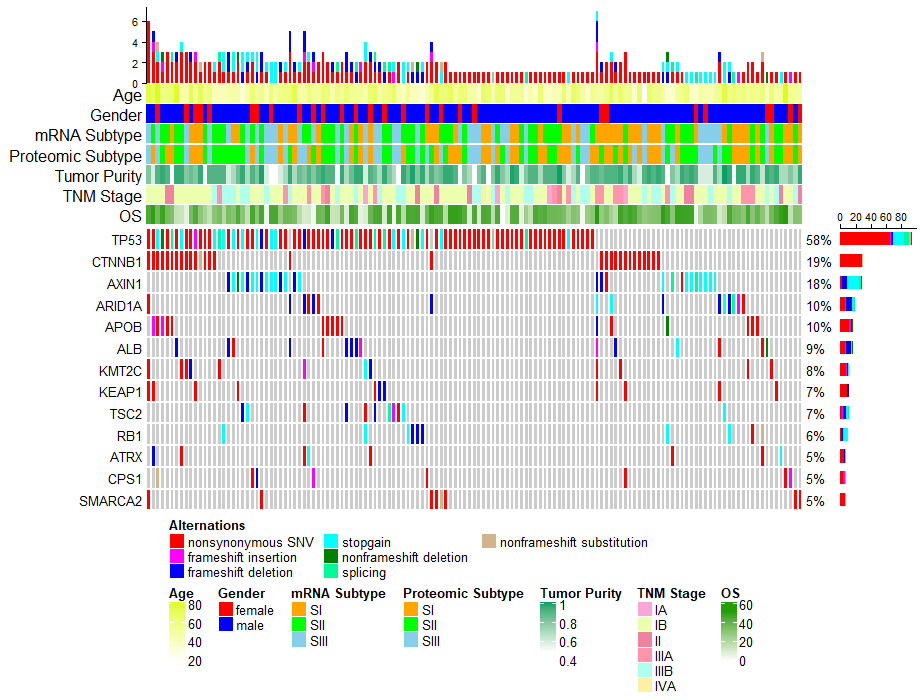 6
4
2
0
Age
Gender
mRNA Subtype
Proteomic Subtype
Tumor Purity
TNM Stage
OS
0 20 40 60 80
TP53 58%
CTNNB1 19%
AXIN1 18%
ARID1A 10%
APOB 10%
ALB 9%
KMT2C 8%
KEAP1 7%
TSC2 7%
RB1 6%
ATRX 5%
CPS1 5%
SMARCA2 5%
Alternations
nonsynonymous SNV stopgain nonframeshift substitution
frameshift insertion nonframeshift deletion
frameshift deletion splicing
Age Gender mRNA Subtype Proteomic Subtype Tumor Purity TNM Stage OS
80 female SI SI 1 IA 60
60 male SII SII 0.8 IB 40
40 SIII SIII 0.6 II 20
20 0.4 IIIA 0
IIIB
IVA